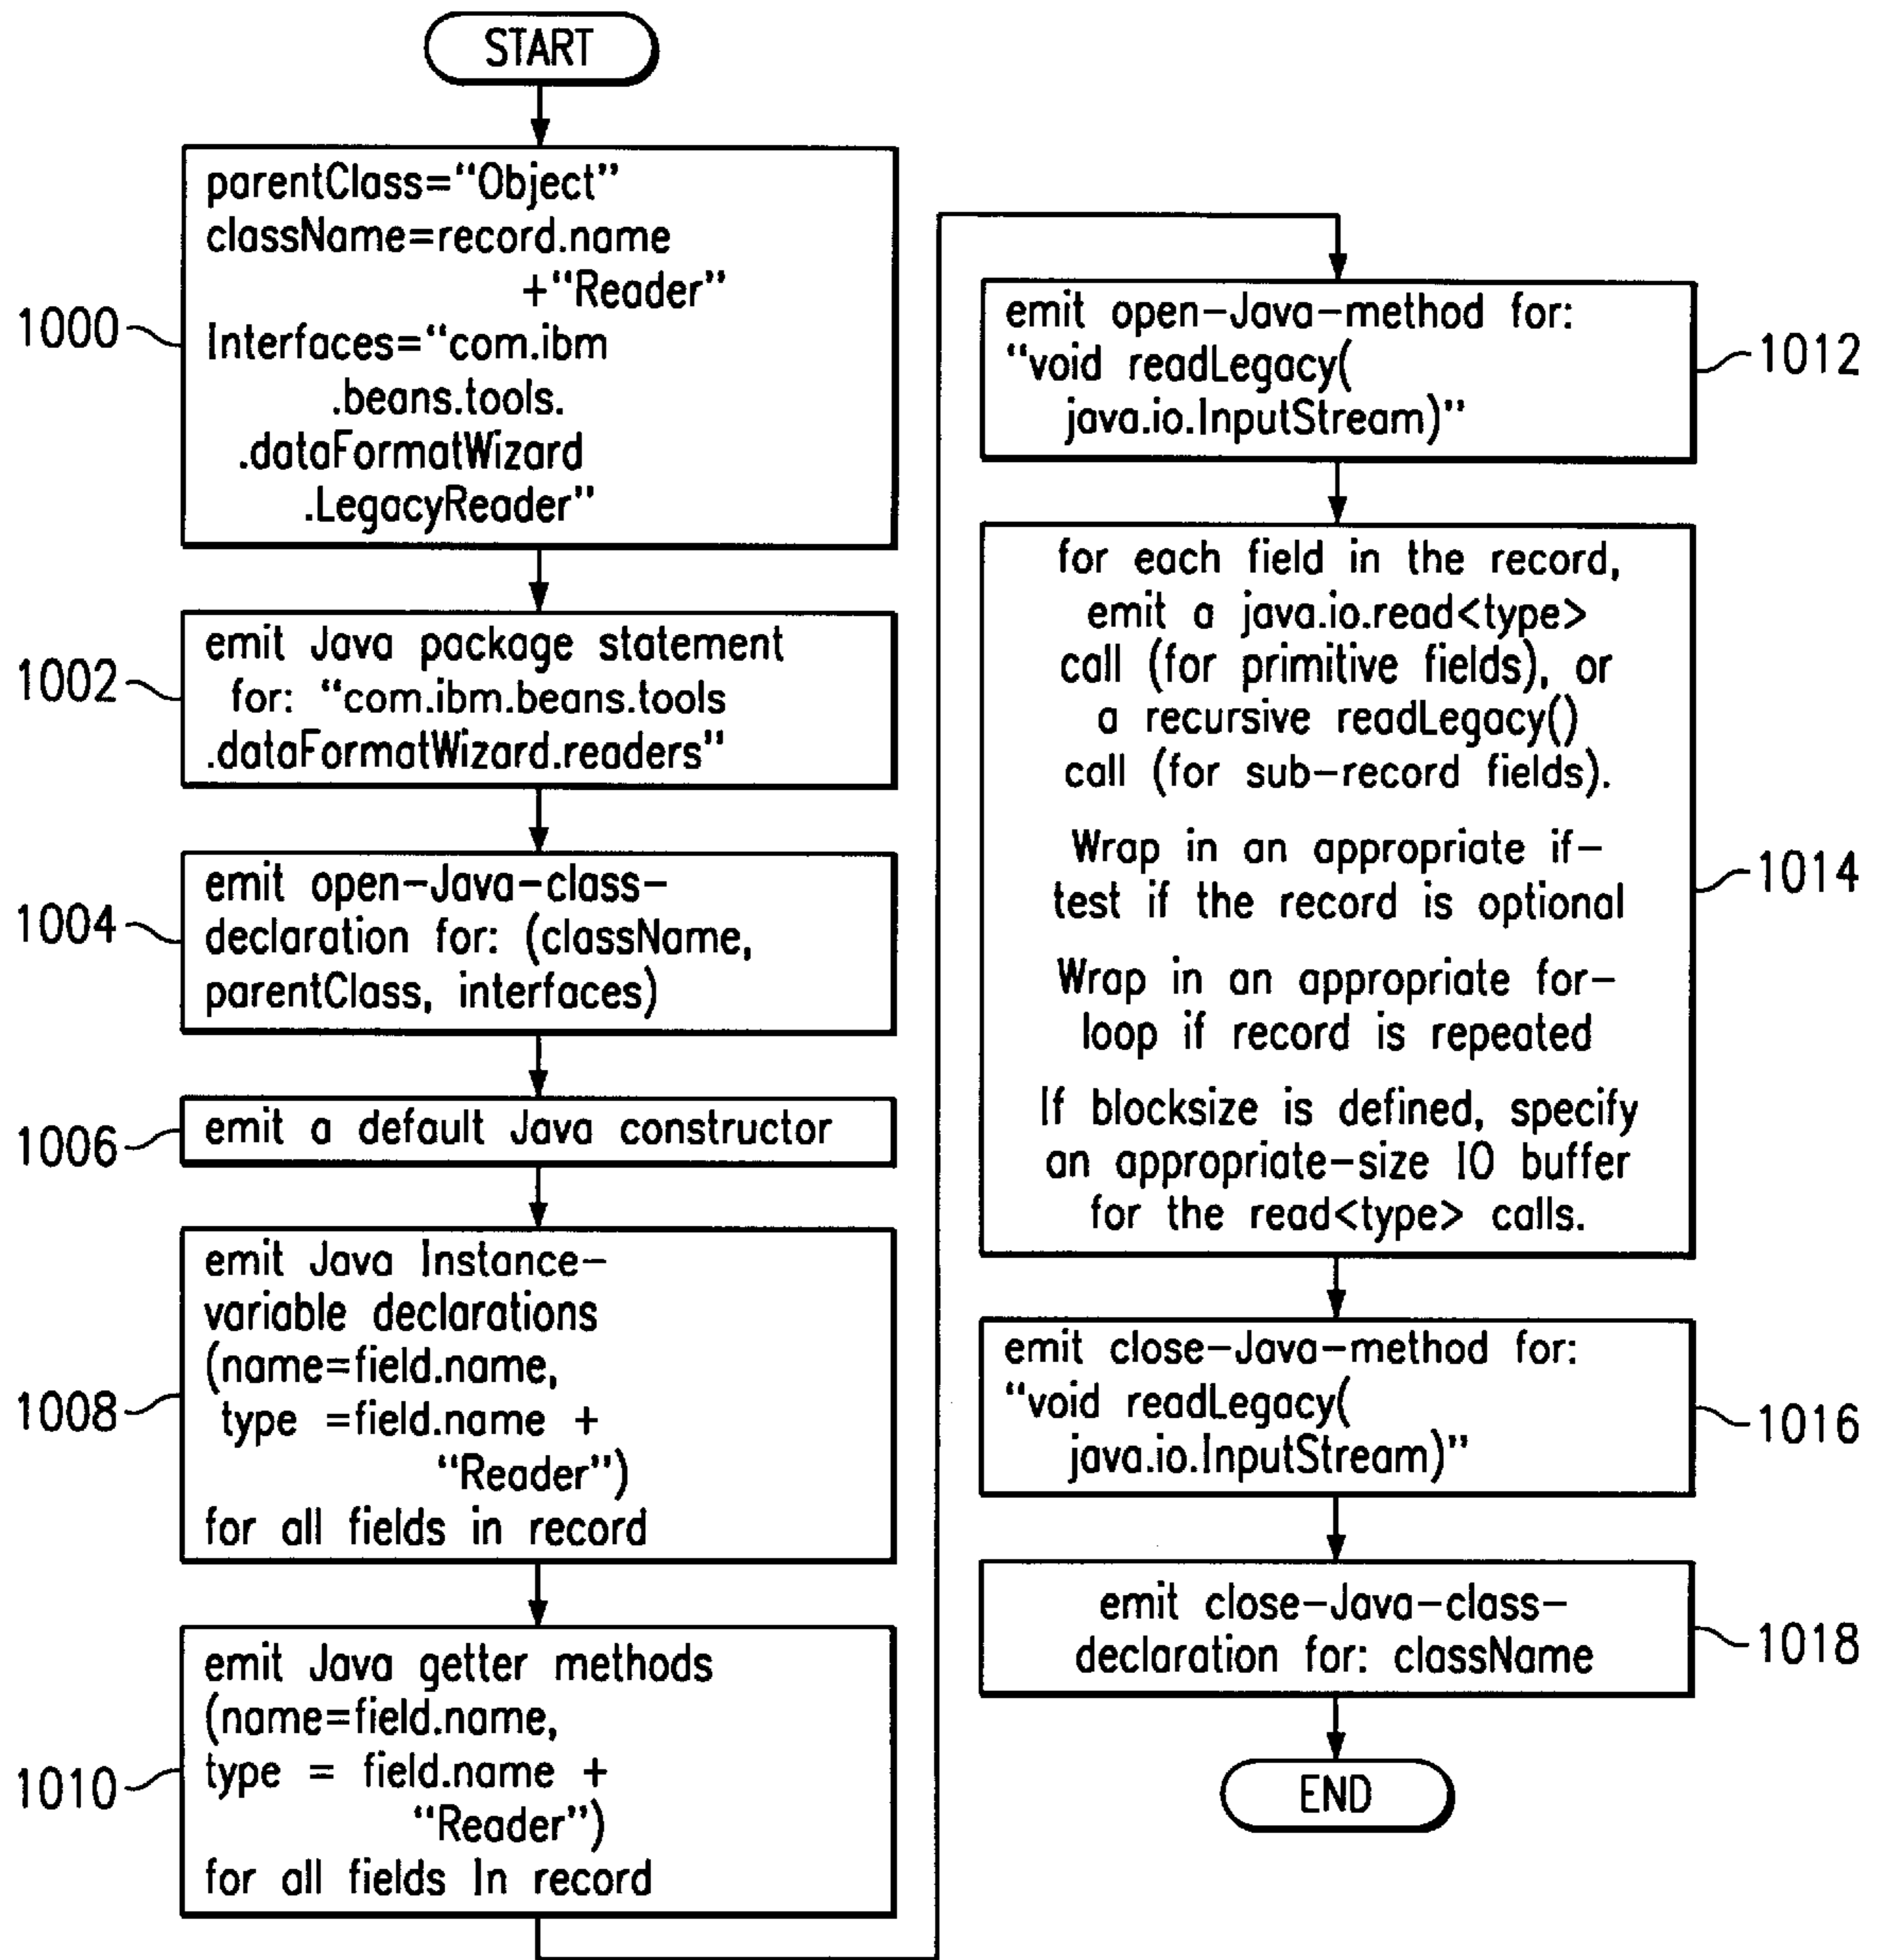 START
parentClass="Object"
className=record.name
+"Reader"
Interfaces="com.ibm
.beans.tools.
.dataFormatWizard
.LegacyReader"
1000
emit Java package statement
for: "com.ibm.beans.tools
.dataFormatWizard.readers"
1002
emit open-Java-class-
declaration for: (className,
parentClass, interfaces)
1004
emit a default Java constructor
1006
emit Java Instance-
variable declarations
(name=field.name,
type =field.name +
"Reader")
for all fields in record
1008
emit Java getter methods
(name=field.name,
type = field.name +
"Reader")
for all fields In record
1010
emit open-Java-method for:
"void readLegacy(
java.io.InputStream)"
1012
for each field in the record,
emit a java.io.read<type>
call (for primitive fields), or
a recursive readLegacy()
call (for sub-record fields).
Wrap in an appropriate if-
test if the record is optional
Wrap in an appropriate for-
loop if record is repeated
If blocksize is defined, specify
an appropriate-size IO buffer
for the read<type> calls.
1014
emit close-Java-method for:
"void readLegacy(
java.io.InputStream)"
1016
emit close-Java-class-
declaration for: className
1018
END